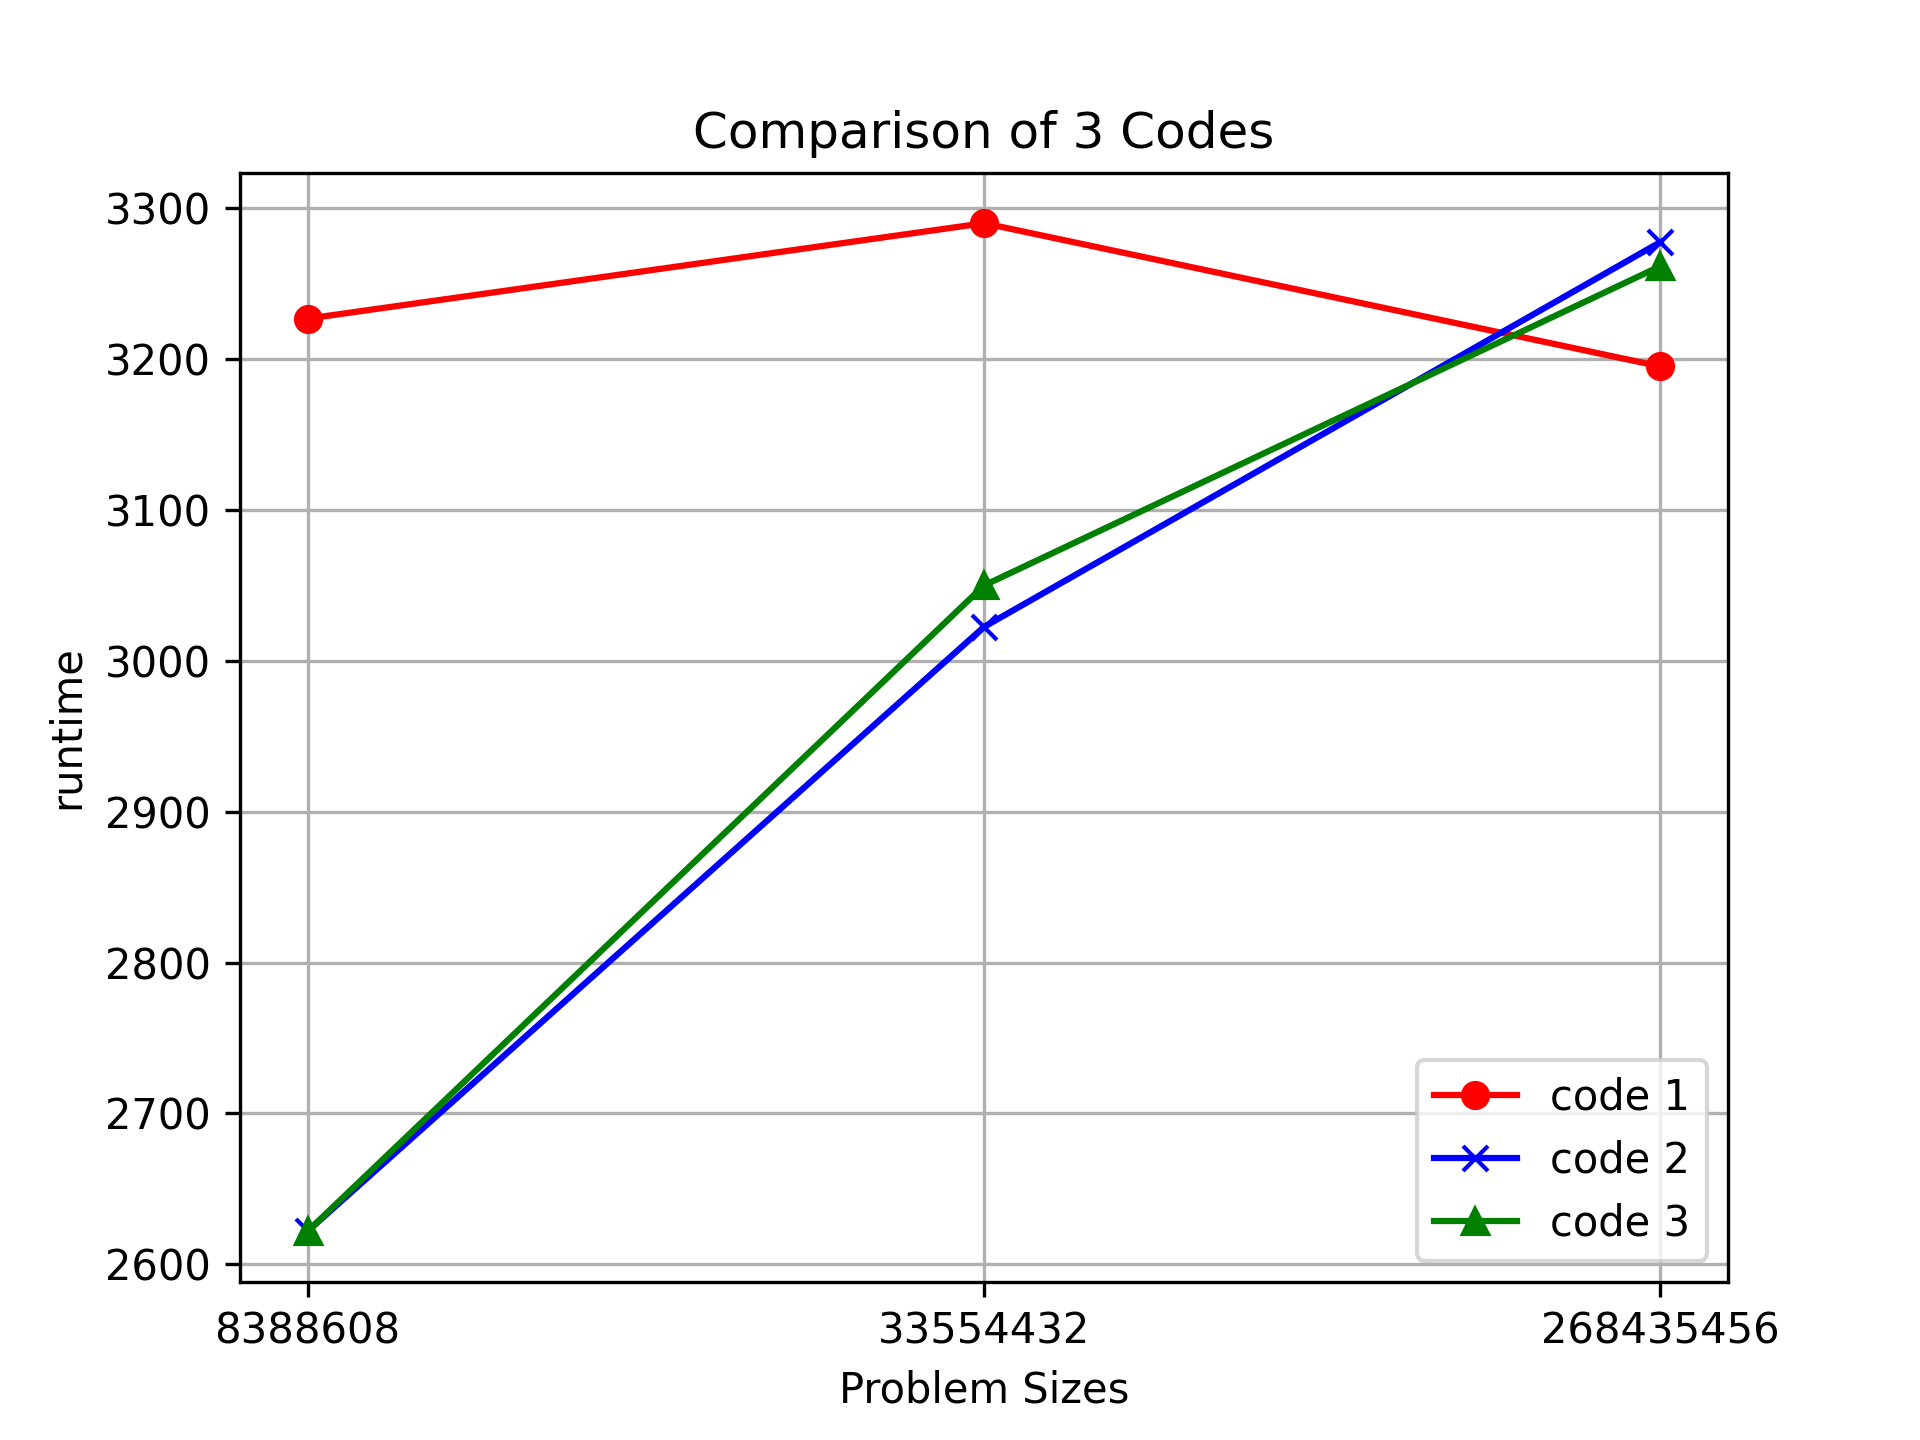 Comparison of 3 Codes
3300
3200
3100
3000
2900
2800
2700
2600
runtime
8388608 33554432 268435456
Problem Sizes
code 1
code 2
code 3